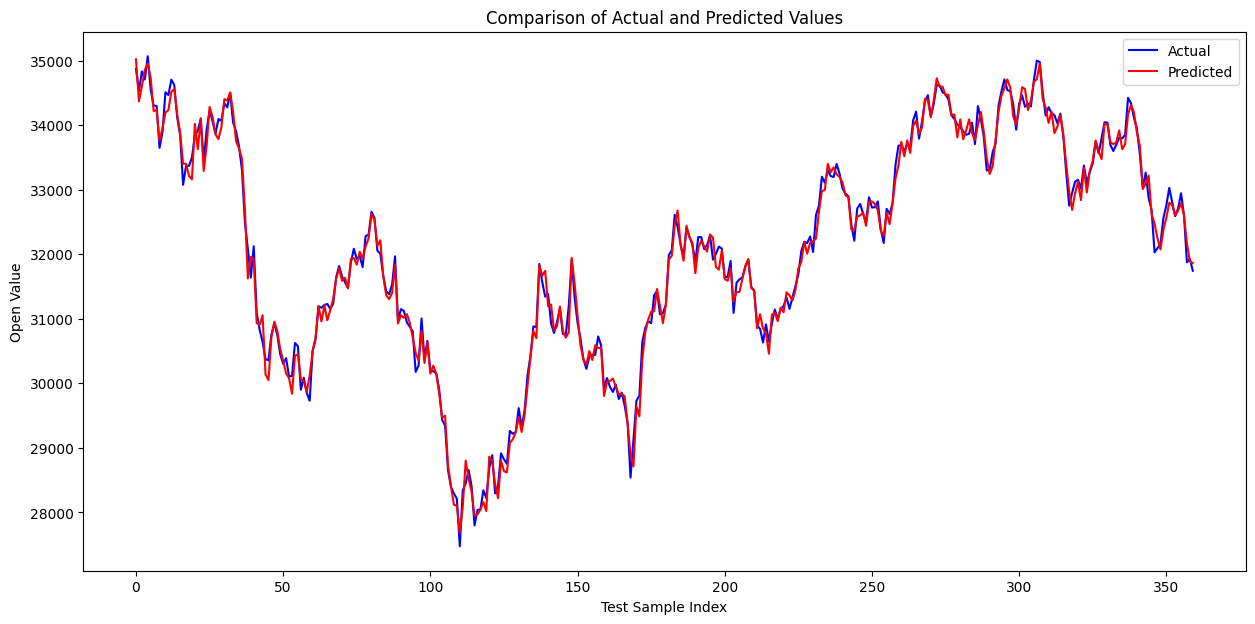 Comparison of Actual and Predicted Values
Actual
Predicted
35000
34000
33000
32000
31000
30000
29000
28000
Open Value
0 50 100 150 200 250 300 350
Test Sample Index